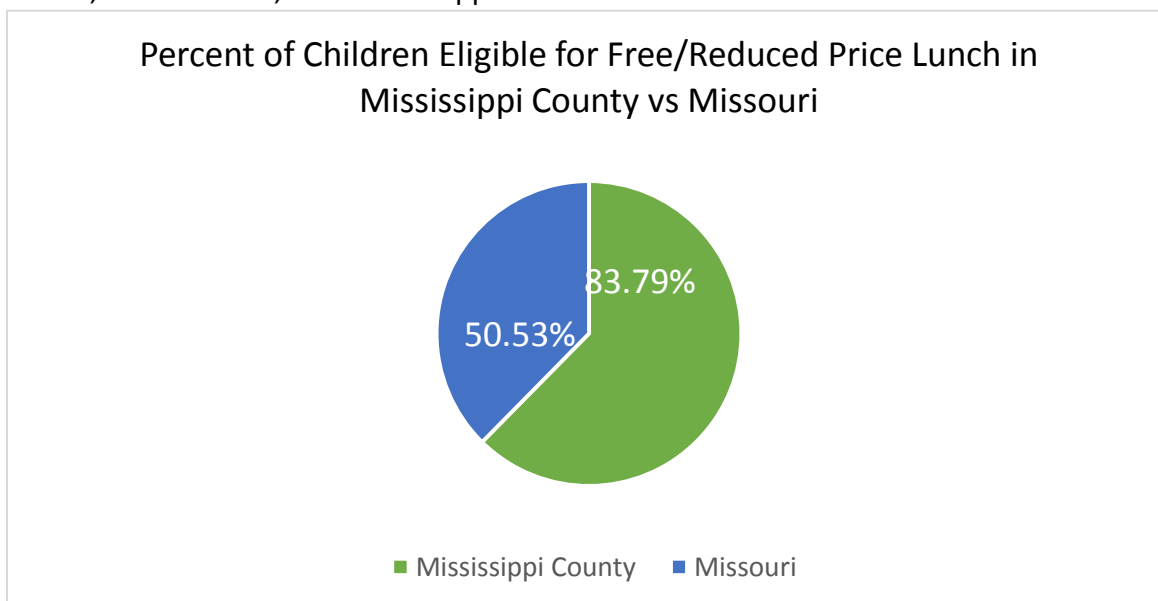 Percent of Children Eligible for Free/Reduced Price Lunch in
Mississippi County vs Missouri
83.79%
50.53%
Mississippi County Missouri